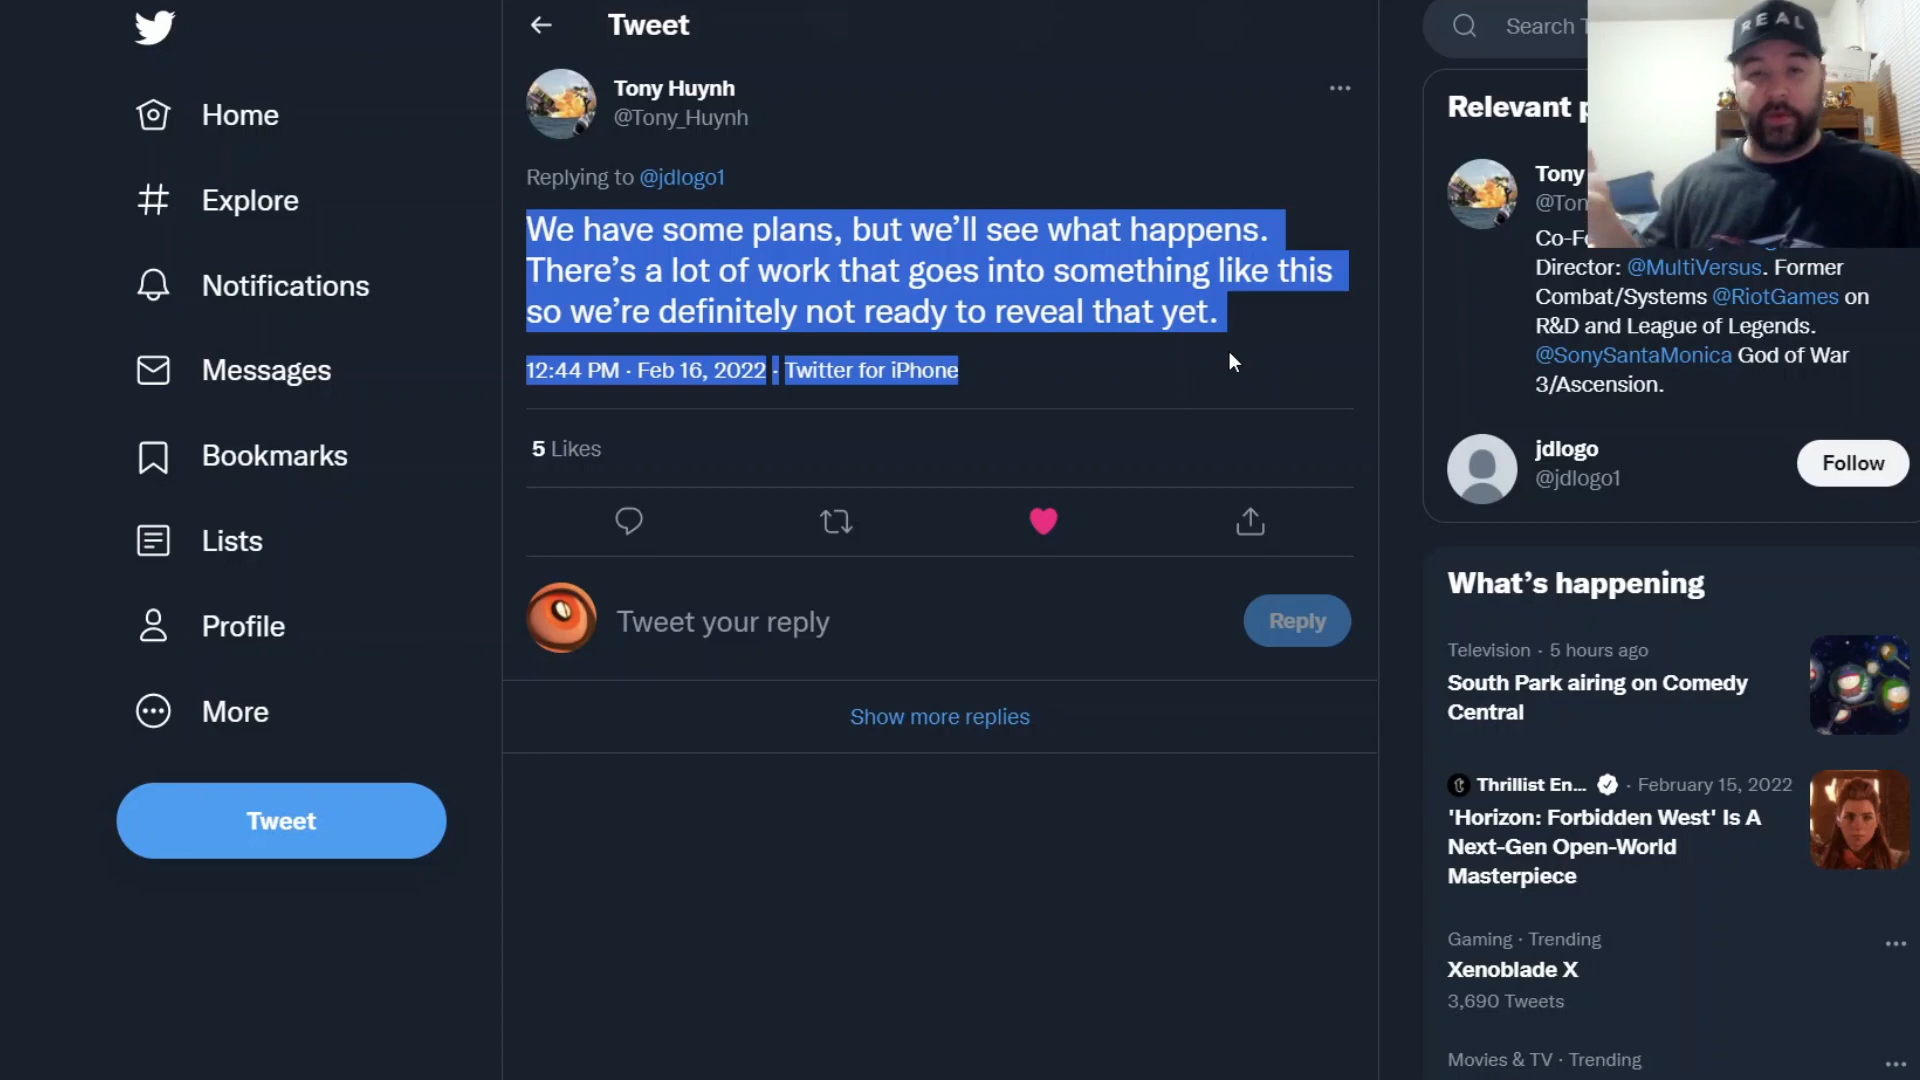 Home
Explore
Notifications
Messages
Bookmarks
Lists
Profile
More
Tweet
Tweet
Tony Huynh
@Tony_Huynh
Replying to @jdlogo1
We have some plans, but we’ll see what happens.
There’s a lot of work that goes into something like this
so we’re definitely not ready to reveal that yet.
12:44 PM · Feb 16, 2022 · Twitter for iPhone
5 Likes
Tweet your reply
Reply
Show more replies
Search
REAL
Relevant
Tony
Director: @MultiVersus. Former
Combat/Systems @RiotGames on
R&D and League of Legends.
@SonySantaMonica God of War
3/Ascension.
jdlogo
@jdlogo1
Follow
What’s happening
Television · 5 hours ago
South Park airing on Comedy
Central
Thrillist En... · February 15, 2022
'Horizon: Forbidden West' Is A
Next-Gen Open-World
Masterpiece
Gaming · Trending
Xenoblade X
3,690 Tweets
Movies & TV · Trending